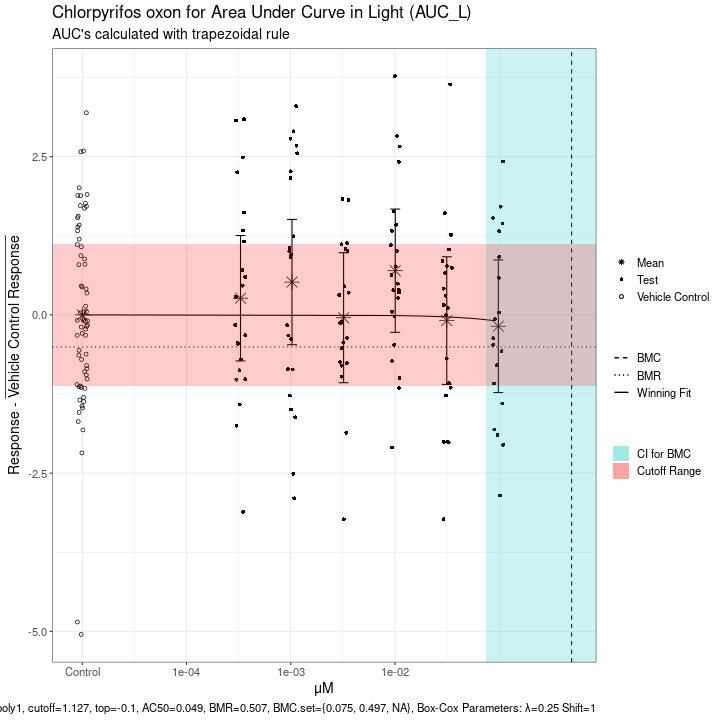 Chlorpyrifos oxon for Area Under Curve in Light (AUC_L)
AUC's calculated with trapezoidal rule
Response - Vehicle Control Response
2.5
0.0
-2.5
-5.0
Control
1e-04
1e-03
1e-02
μM
Mean
Test
Vehicle Control
BMC
BMR
Winning Fit
CI for BMC
Cutoff Range
poly1, cutoff=1.127, top=-0.1, AC50=0.049, BMR=0.507, BMC.set={0.075, 0.497, NA}, Box-Cox Parameters: λ=0.25 Shift=1